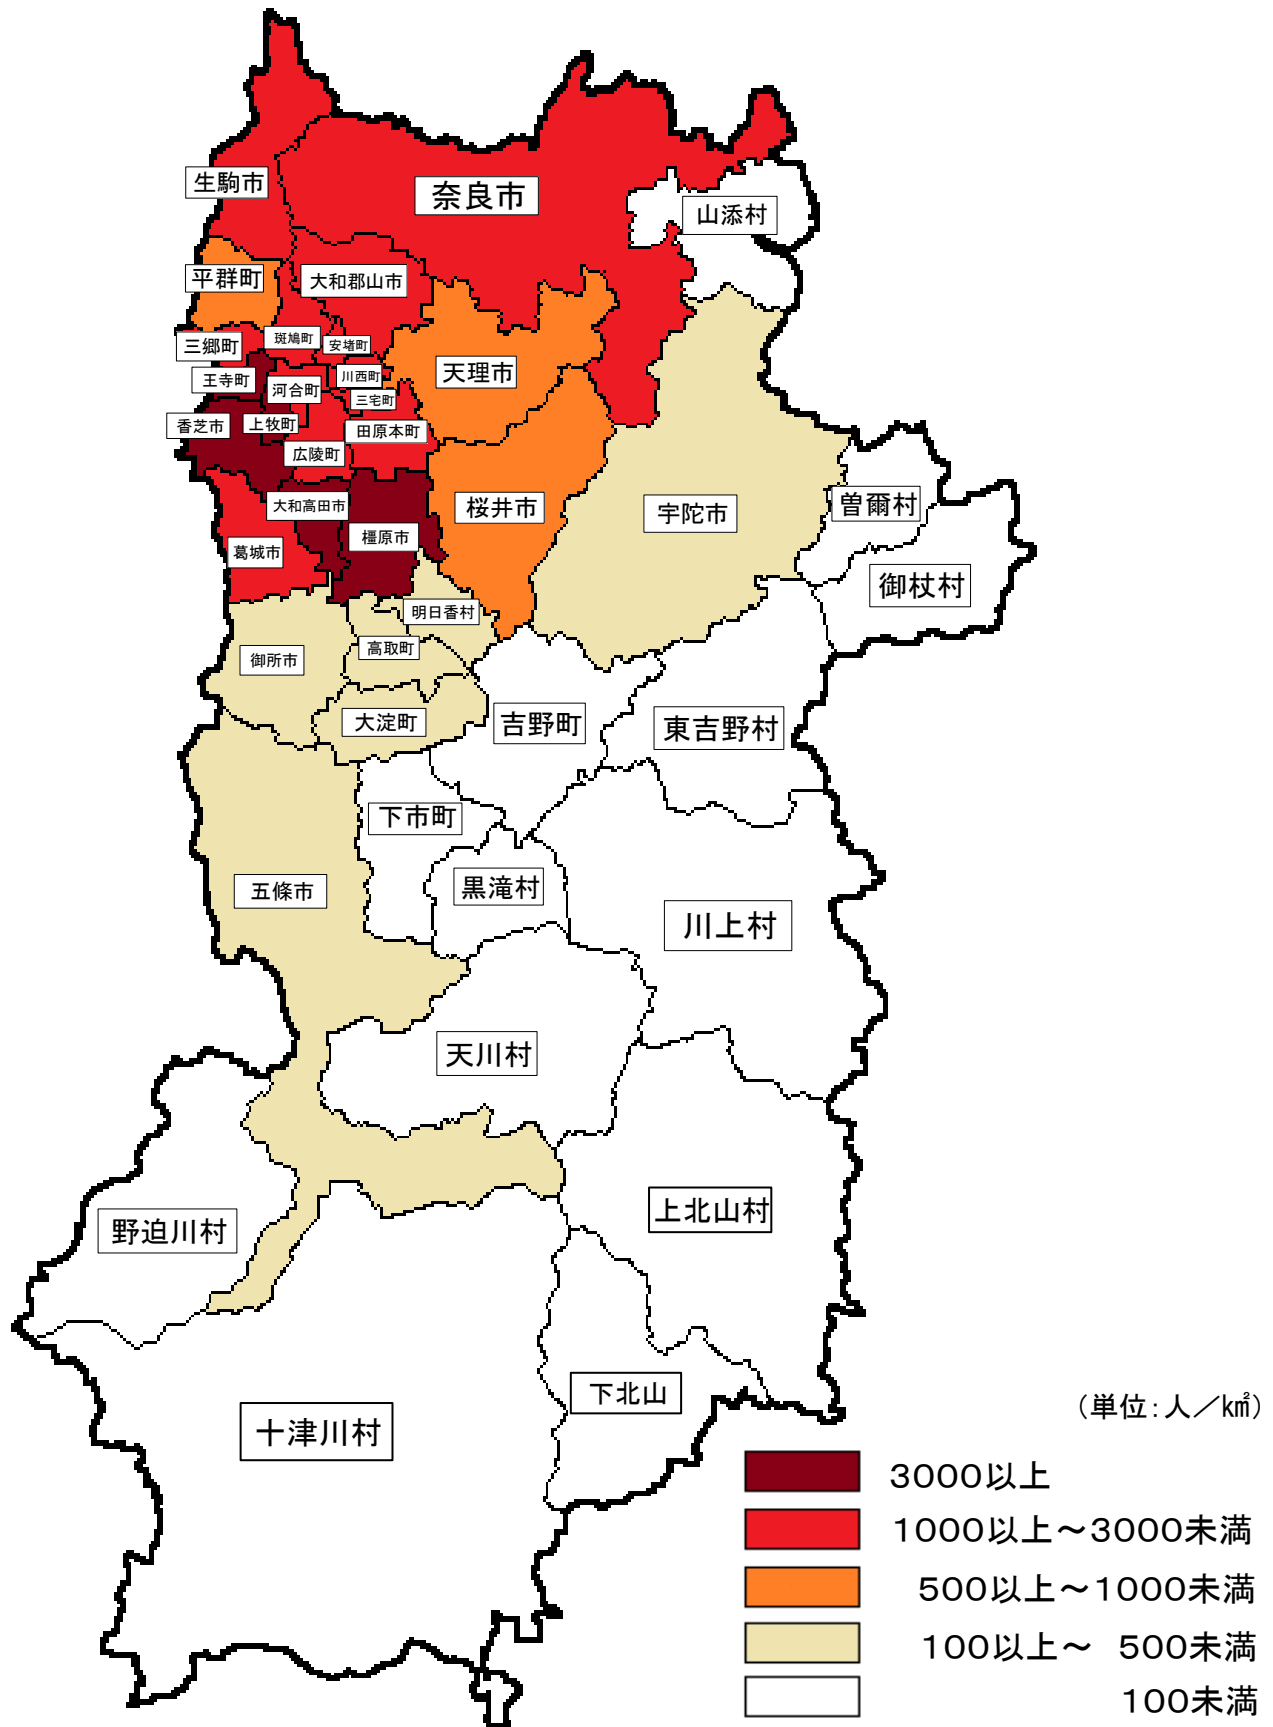 生駒市
奈良市
山添村
平群町
大和郡山市
三郷町
斑鳩町
安堵町
王寺町
河合町
川西町
三宅町
天理市
香芝市
上牧町
広陵町
田原本町
大和高田市
橿原市
桜井市
宇陀市
曽爾村
葛城市
御杖村
明日香村
高取町
御所市
大淀町
吉野町
東吉野村
下市町
黒滝村
五條市
川上村
天川村
上北山村
野迫川村
下北山
十津川村
(単位:人／k㎡)
3000以上
1000以上～3000未満
500以上～1000未満
100以上～ 500未満
100未満